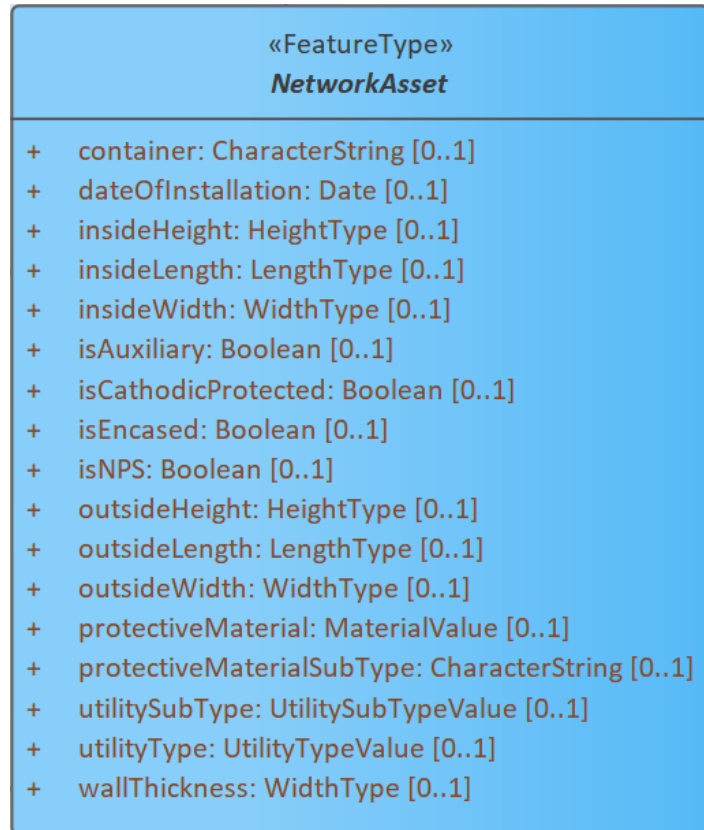 «FeatureType»
NetworkAsset
+ container: CharacterString [0..1]
+ dateOfInstallation: Date [0..1]
+ insideHeight: HeightType [0..1]
+ insideLength: LengthType [0..1]
+ insideWidth: WidthType [0..1]
+ isAuxiliary: Boolean [0..1]
+ isCathodicProtected: Boolean [0..1]
+ isEncased: Boolean [0..1]
+ isNPS: Boolean [0..1]
+ outsideHeight: HeightType [0..1]
+ outsideLength: LengthType [0..1]
+ outsideWidth: WidthType [0..1]
+ protectiveMaterial: MaterialValue [0..1]
+ protectiveMaterialSubType: CharacterString [0..1]
+ utilitySubType: UtilitySubTypeValue [0..1]
+ utilityType: UtilityTypeValue [0..1]
+ wallThickness: WidthType [0..1]